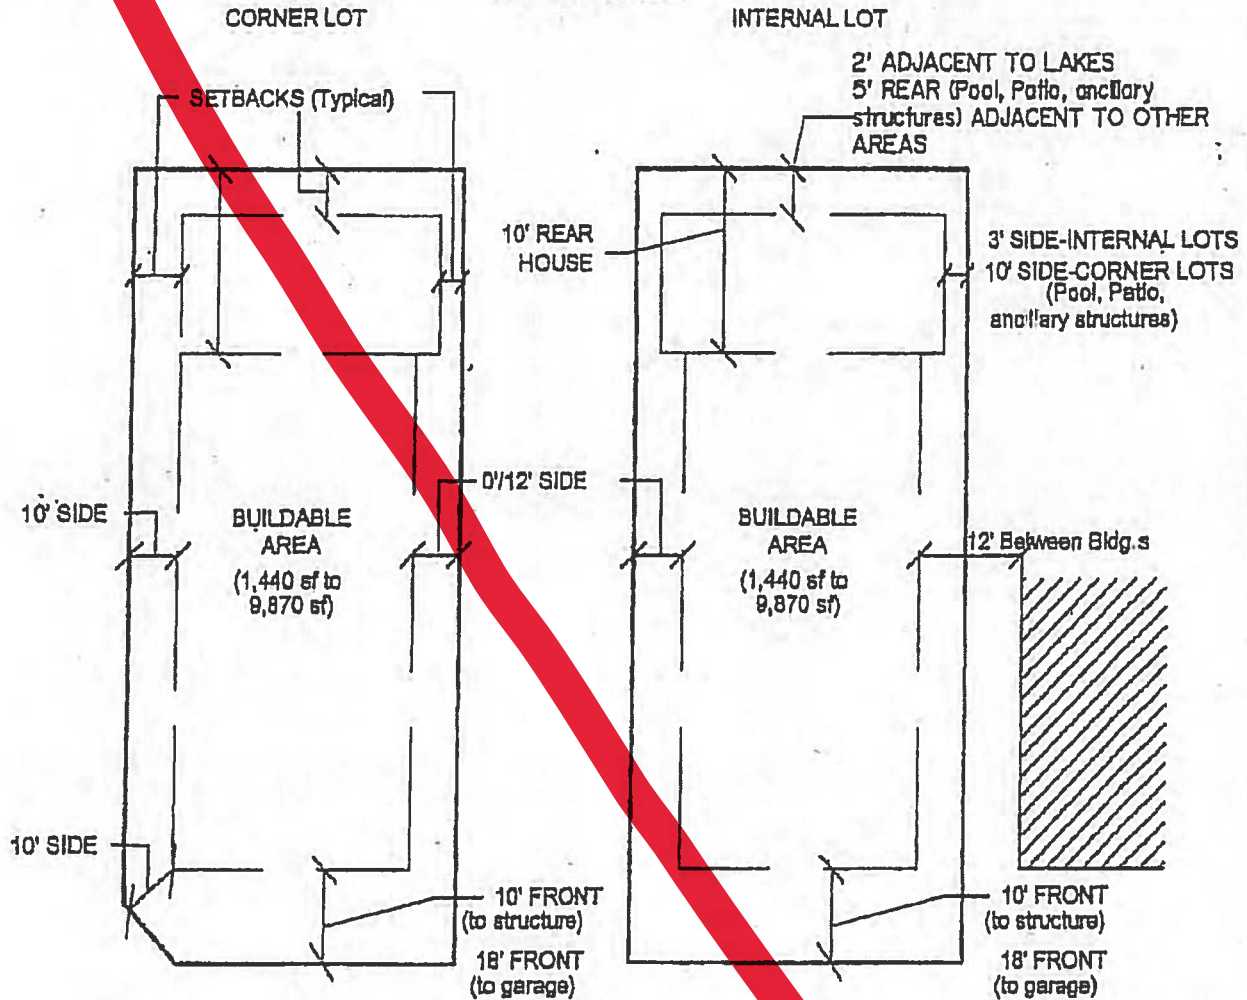 CORNER LOT
INTERNAL LOT
2' ADJACENT TO LAKES
5' REAR (Pool, Patio, ancillary
structures) ADJACENT TO OTHER
AREAS
SETBACKS (Typical)
10' REAR
HOUSE
3' SIDE-INTERNAL LOTS
10' SIDE-CORNER LOTS
(Pool, Patio,
ancillary structures)
10' SIDE
BUILDABLE
AREA
(1,440 sf to
9,870 sf)
0'/12' SIDE
BUILDABLE
AREA
(1,440 sf to
9,870 sf)
12' Between Bldg.s
10' SIDE
10' FRONT
(to structure)
18' FRONT
(to garage)
10' FRONT
(to structure)
18' FRONT
(to garage)